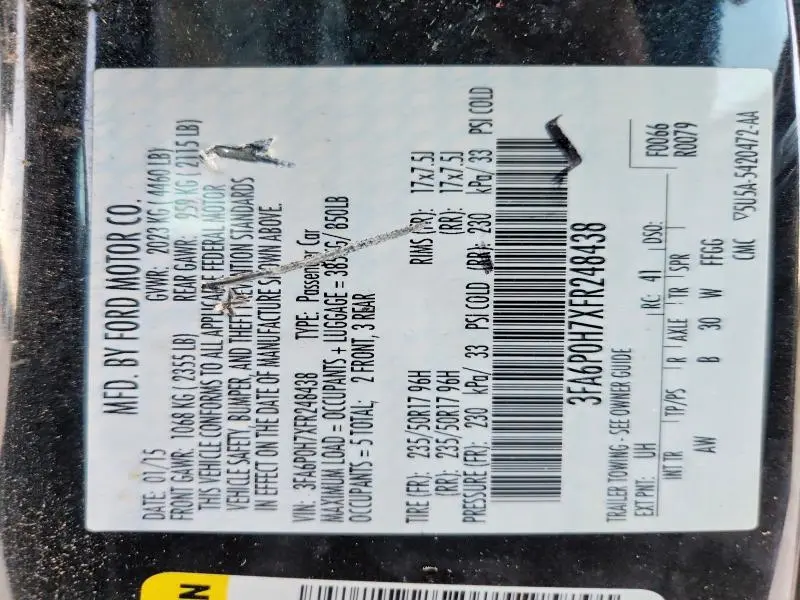 MFD. BY FORD MOTOR CO.
DATE: 01/15 GVWR: 2023 KG (4460 LB)
FRONT GAWR: 1068 KG (2355 LB) REAR GAWR: 959 KG (2115 LB)
THIS VEHICLE CONFORMS TO ALL APPLICABLE FEDERAL MOTOR
VEHICLE SAFETY, BUMPER, AND THEFT PREVENTION STANDARDS
IN EFFECT ON THE DATE OF MANUFACTURE SHOWN ABOVE.
VIN: 3FA6P0H7XFR248438 TYPE: Passenger Car
MAXIMUM LOAD = OCCUPANTS + LUGGAGE = 385KG/ 850LB
OCCUPANTS = 5 TOTAL; 2 FRONT, 3 REAR
TIRE (FR): 235/50R17 96H RIMS (FR): 17x7.5J
(RR): 235/50R17 96H (RR): 17x7.5J
PRESSURE (FR): 230 kPa/ 33 PSI COLD (RR): 230 kPa/ 33 PSI COLD
3FA6P0H7XFR248438
TRAILER TOWING - SEE OWNER GUIDE F0066
R0079
EXT PNT: UH RC: 41 DSO:
INT TR TP/PS R AXLE TR SPR
AW B 30 W FFGG
CMC 5U5A-5420472-AA